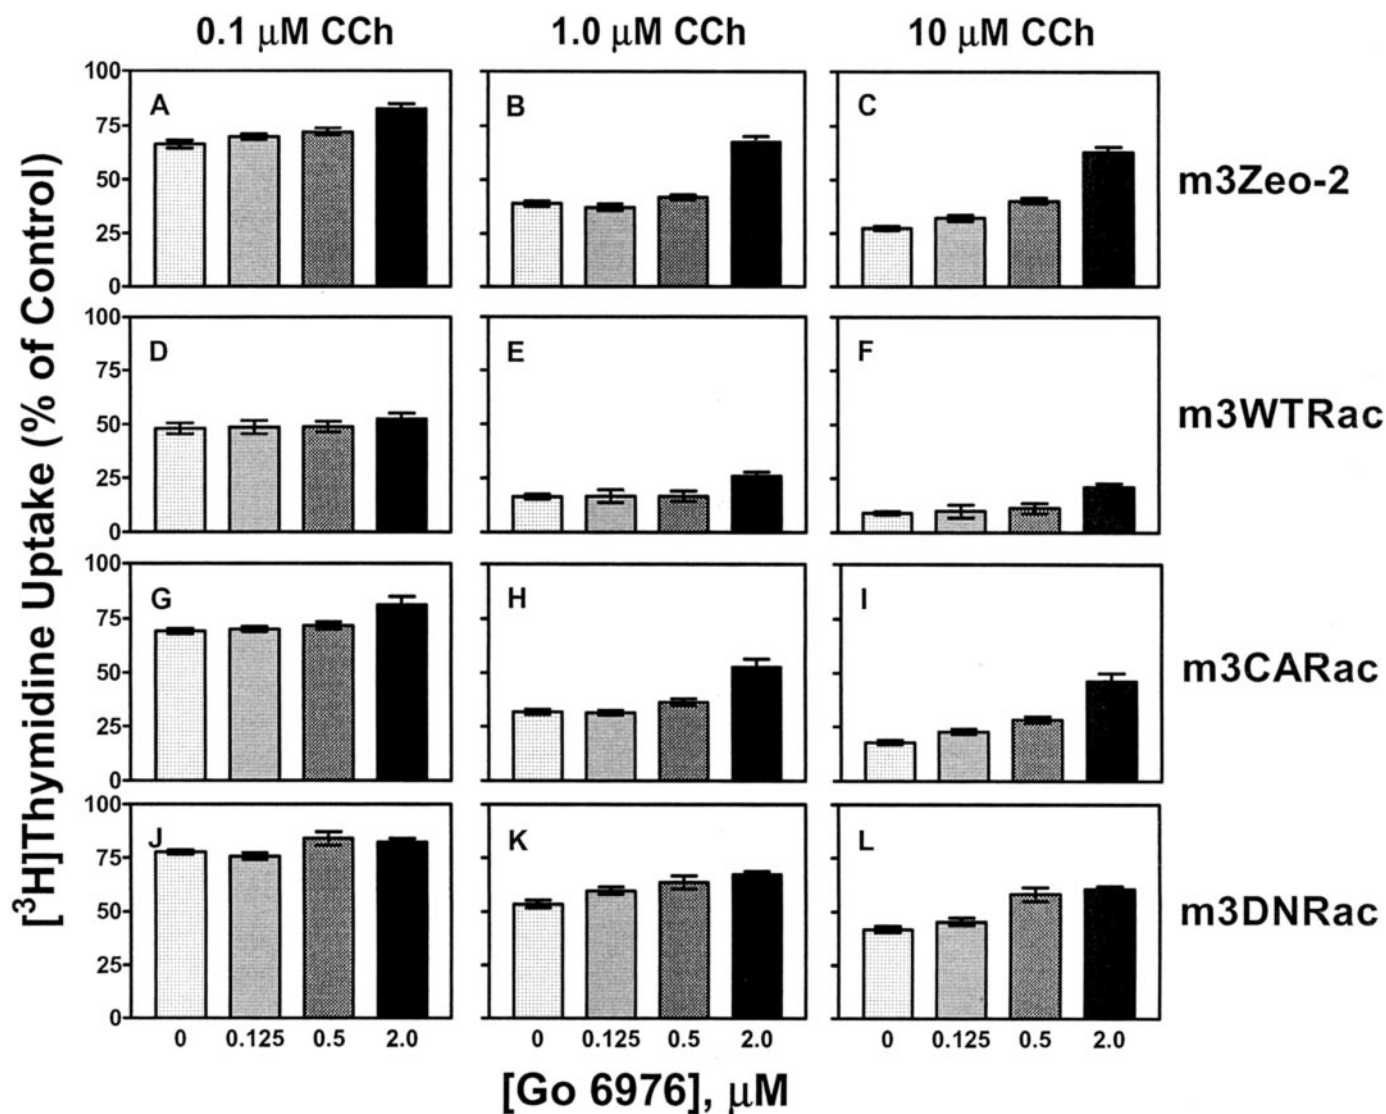 0.1 μM CCh 1.0 μM CCh 10 μM CCh
[³H]Thymidine Uptake (% of Control)
100 A B C
75
50
25
0
m3Zeo-2
100 D E F
75
50
25
0
m3WTRac
100 G H I
75
50
25
0
m3CARac
100 J K L
75
50
25
0
m3DNRac
0 0.125 0.5 2.0 0 0.125 0.5 2.0 0 0.125 0.5 2.0
[Go 6976], μM